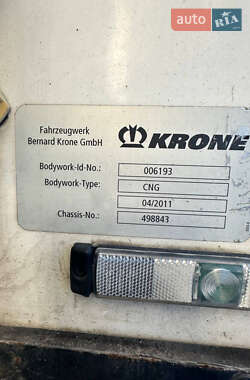 AUTO.RIA
Fahrzeugwerk
Bernard Krone GmbH
KRONE
Bodywork-Id-No.: 006193
Bodywork-Type: CNG
04/2011
Chassis-No.: 498843